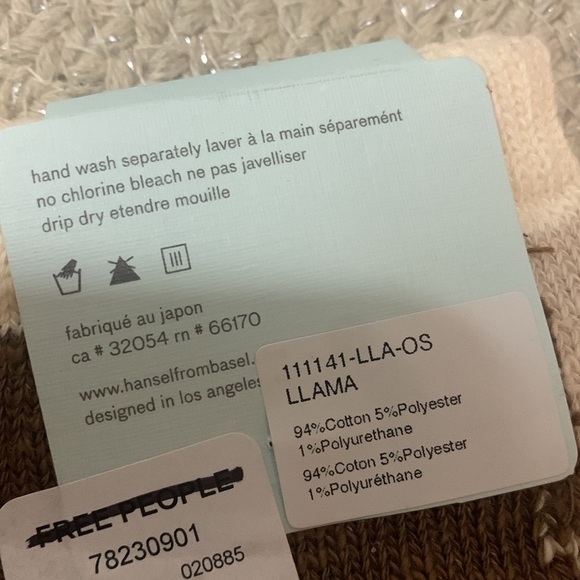 hand wash separately laver à la main séparemént
no chlorine bleach ne pas javelliser
drip dry etendre mouille
fabriqué au japon
ca # 32054 rn # 66170
www.hanselfrombasel.
designed in los angeles
111141-LLA-OS
LLAMA
94%Cotton 5%Polyester
1%Polyurethane
94%Coton 5%Polyester
1%Polyuréthane
FREE PEOPLE
78230901
020885